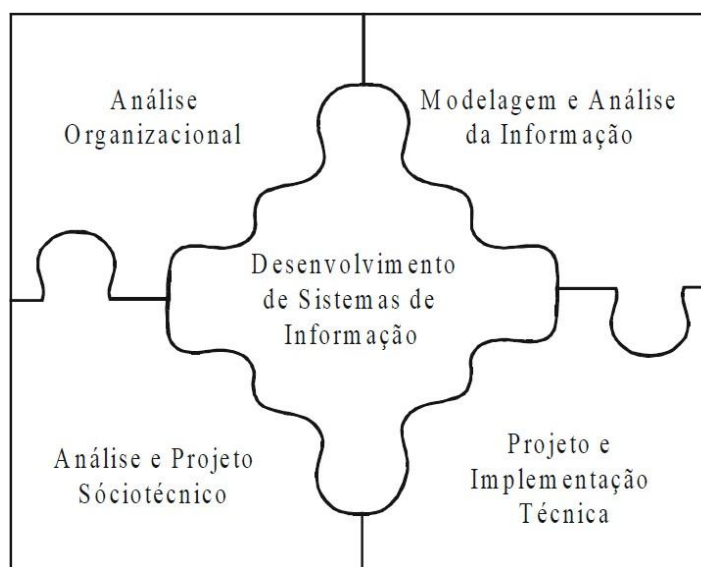 Análise
Organizacional
Modelagem e Análise
da Informação
Desenvolvimento
de Sistemas de
Informação
Análise e Projeto
Sóciotécnico
Projeto e
Implementação
Técnica